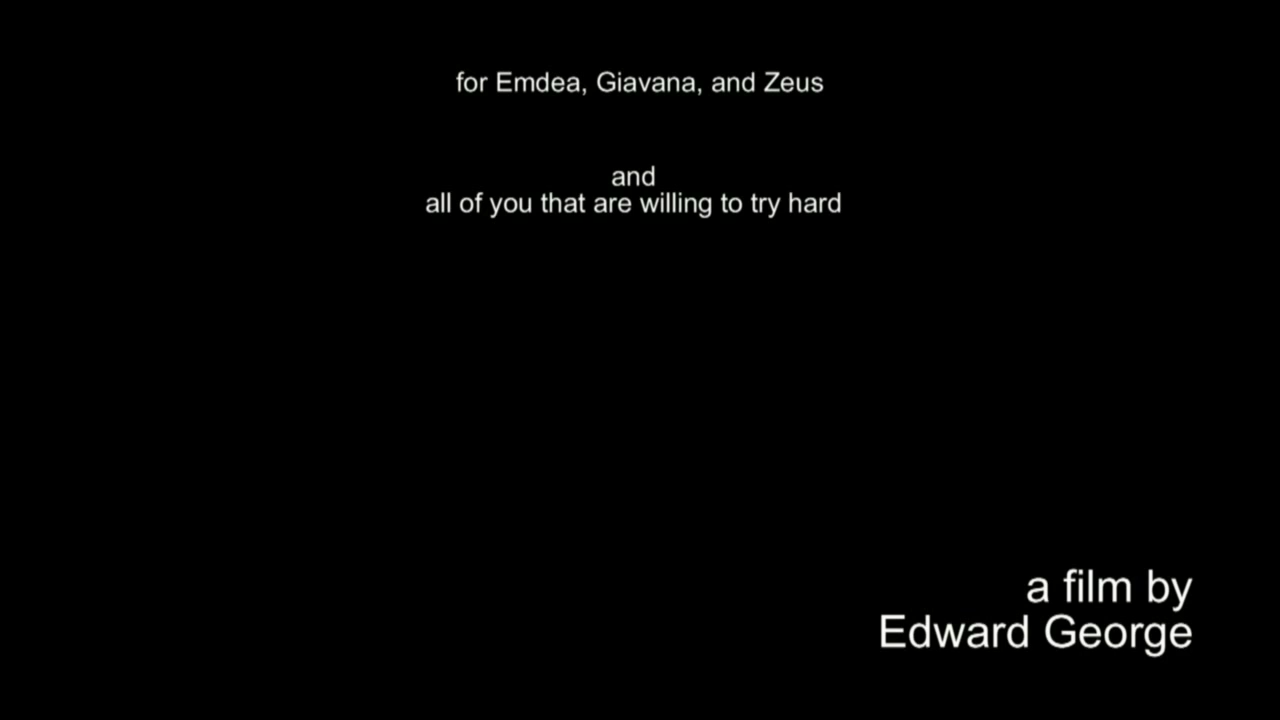 for Emdea, Giavana, and Zeus
and
all of you that are willing to try hard
a film by
Edward George